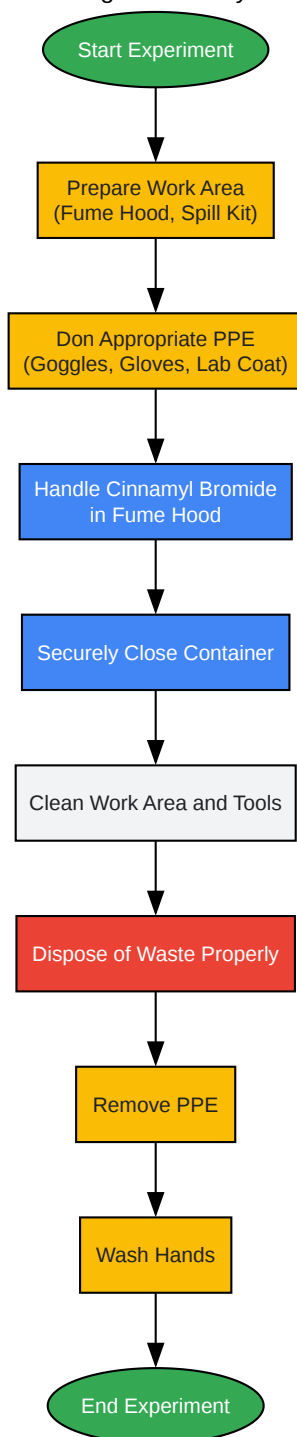 Start Experiment
Prepare Work Area
(Fume Hood, Spill Kit)
Don Appropriate PPE
(Goggles, Gloves, Lab Coat)
Handle Cinnamyl Bromide
in Fume Hood
Securely Close Container
Clean Work Area and Tools
Dispose of Waste Properly
Remove PPE
Wash Hands
End Experiment